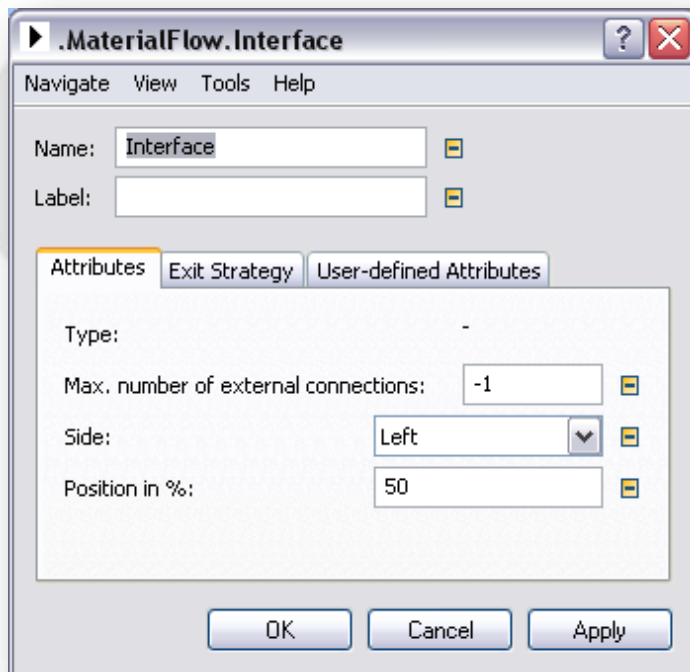 .MaterialFlow.Interface
Navigate View Tools Help
Name: Interface
Label:
Attributes Exit Strategy User-defined Attributes
Type: -
Max. number of external connections: -1
Side: Left
Position in %: 50
OK Cancel Apply